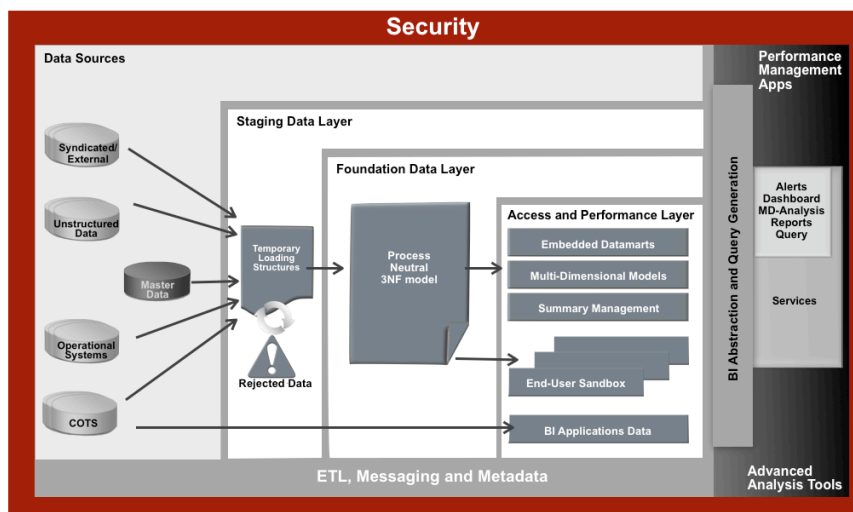 Security
Data Sources
Performance
Management
Apps
Staging Data Layer
Syndicated/
External
Foundation Data Layer
Unstructured
Data
Access and Performance Layer
Temporary
Loading
Structures
Process
Neutral
3NF model
Embedded Datamarts
Multi-Dimensional Models
Summary Management
Master
Data
Operational
Systems
Rejected Data
End-User Sandbox
COTS
BI Applications Data
BI Abstraction and Query Generation
Alerts
Dashboard
MD-Analysis
Reports
Query
Services
ETL, Messaging and Metadata
Advanced
Analysis Tools